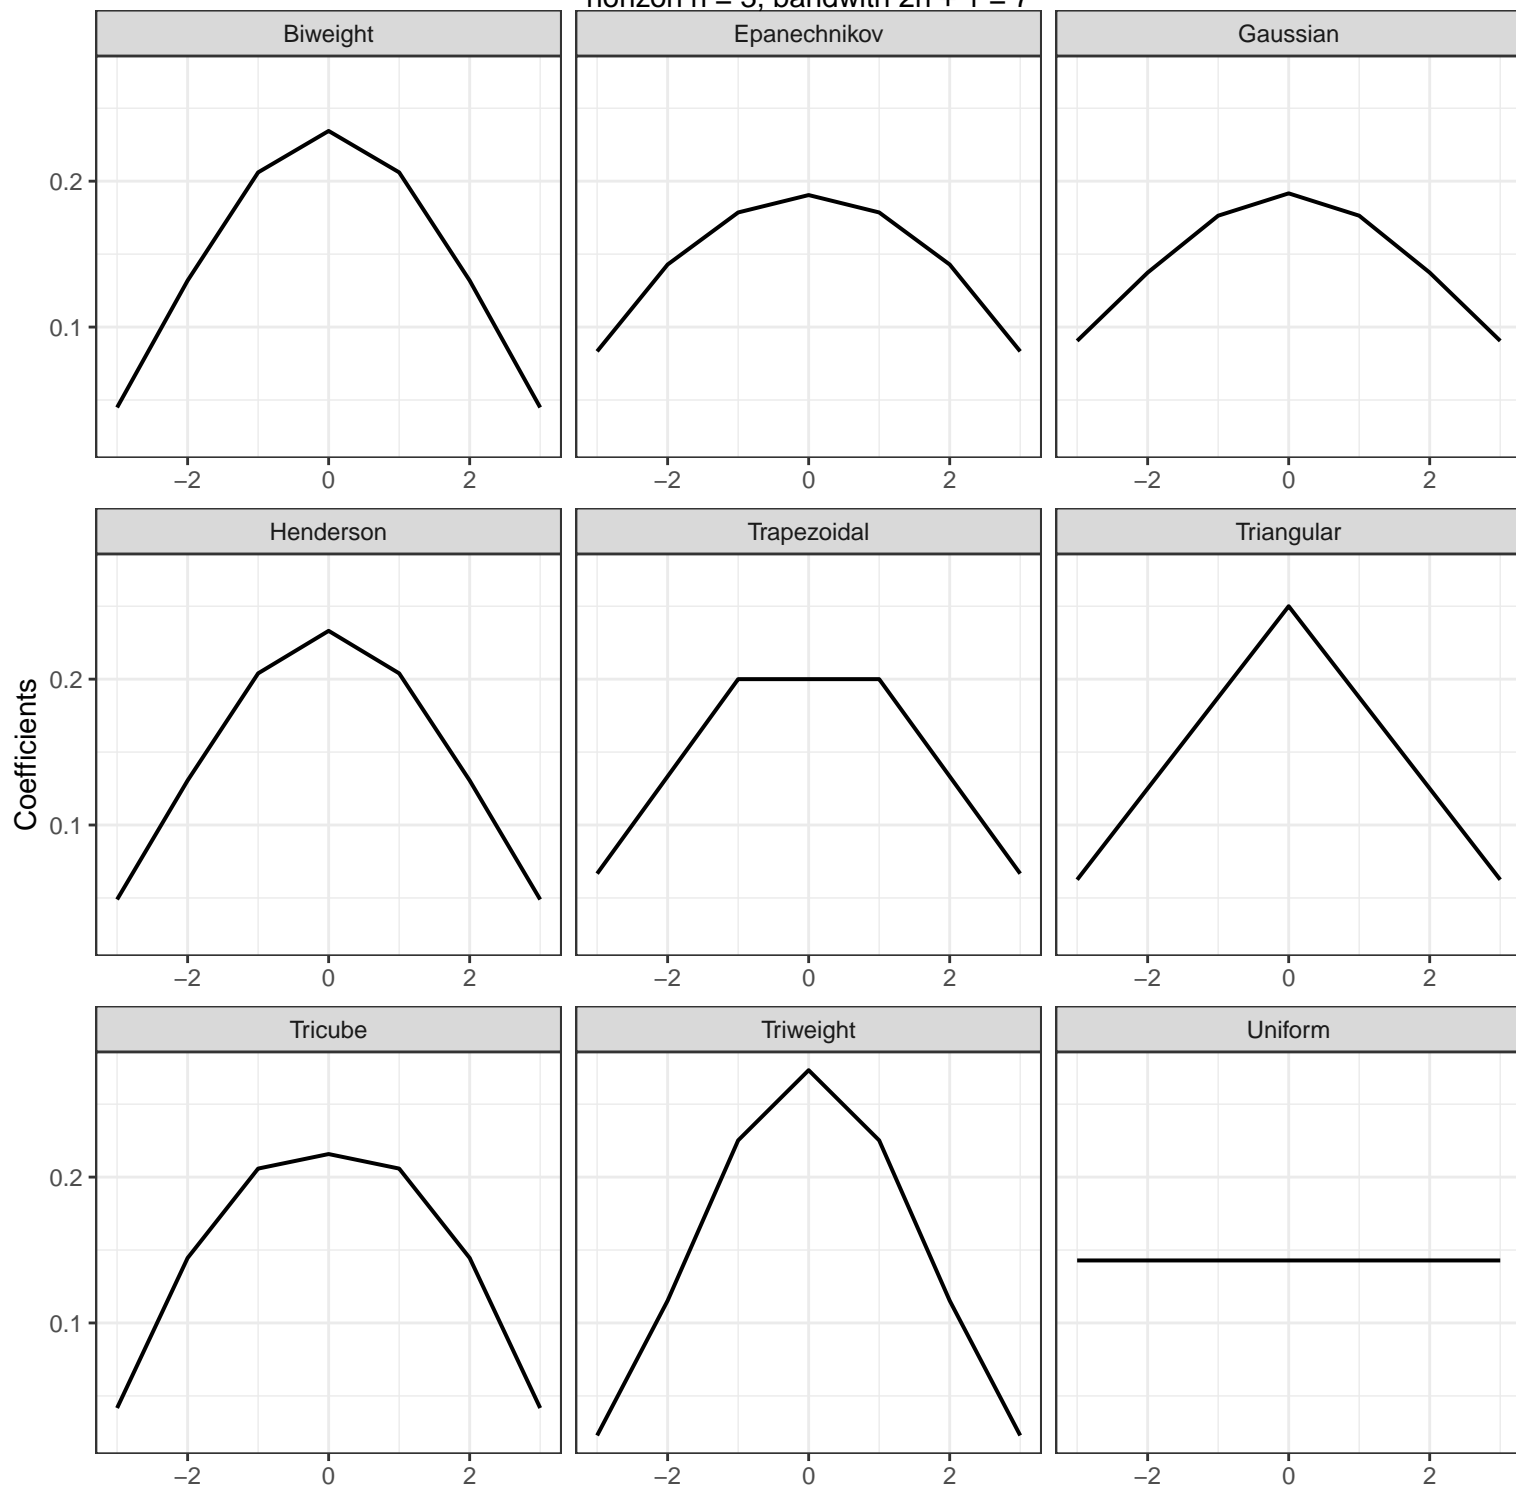 Biweight Epanechnikov Gaussian
0.2
0.1
−2 0 2 −2 0 2 −2 0 2
Henderson Trapezoidal Triangular
Coefficients
0.2
0.1
−2 0 2 −2 0 2 −2 0 2
Tricube Triweight Uniform
0.2
0.1
−2 0 2 −2 0 2 −2 0 2